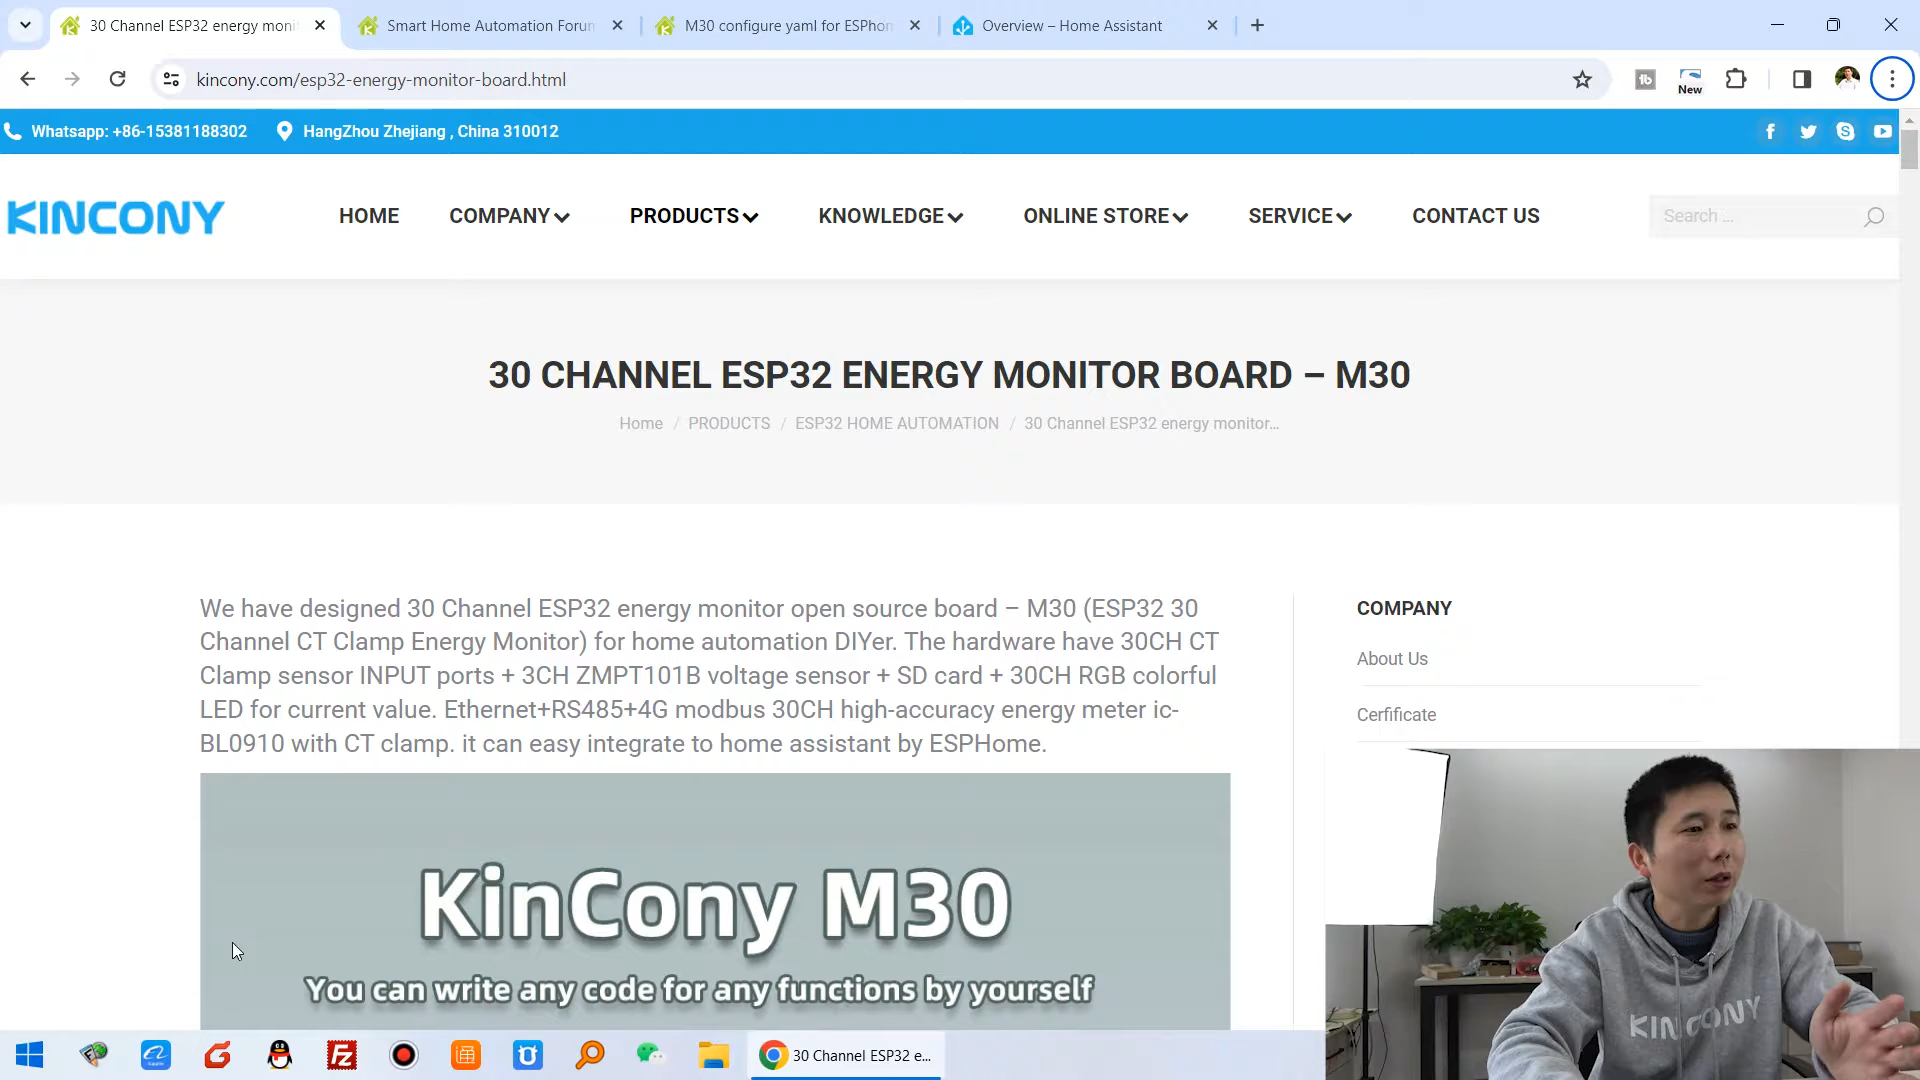 30 Channel ESP32 energy moni
Smart Home Automation Forum
M30 configure yaml for ESPhom
Overview – Home Assistant
kincony.com/esp32-energy-monitor-board.html
New
Whatsapp: +86-15381188302
HangZhou Zhejiang , China 310012
KINCONY
HOME
COMPANY
PRODUCTS
KNOWLEDGE
ONLINE STORE
SERVICE
CONTACT US
Search …
30 CHANNEL ESP32 ENERGY MONITOR BOARD – M30
Home / PRODUCTS / ESP32 HOME AUTOMATION / 30 Channel ESP32 energy monitor…
We have designed 30 Channel ESP32 energy monitor open source board – M30 (ESP32 30
Channel CT Clamp Energy Monitor) for home automation DIYer. The hardware have 30CH CT
Clamp sensor INPUT ports + 3CH ZMPT101B voltage sensor + SD card + 30CH RGB colorful
LED for current value. Ethernet+RS485+4G modbus 30CH high-accuracy energy meter ic-
BL0910 with CT clamp. it can easy integrate to home assistant by ESPHome.
COMPANY
About Us
Cerfificate
KinCony M30
You can write any code for any functions by yourself
KINCONY
30 Channel ESP32 e...